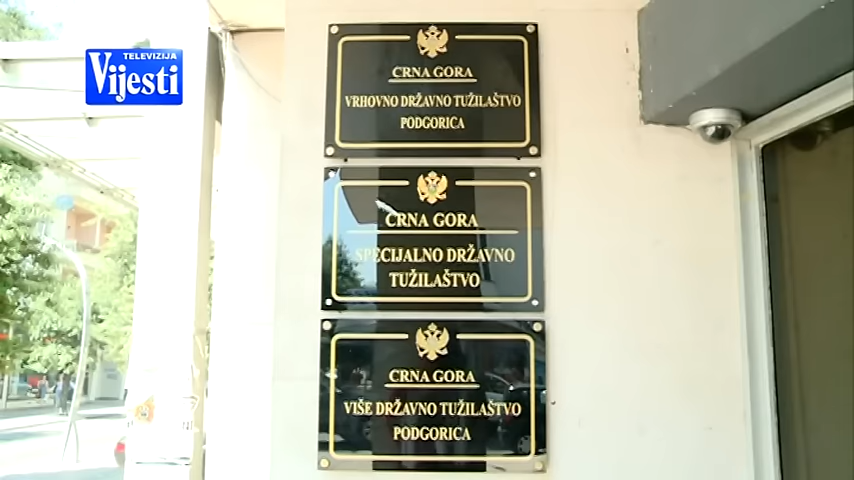 TELEVIZIJA
Vijesti
CRNA GORA
VRHOVNO DRŽAVNO TUŽILAŠTVO
PODGORICA
CRNA GORA
SPECIJALNO DRŽAVNO
TUŽILAŠTVO
CRNA GORA
VIŠE DRŽAVNO TUŽILAŠTVO
PODGORICA